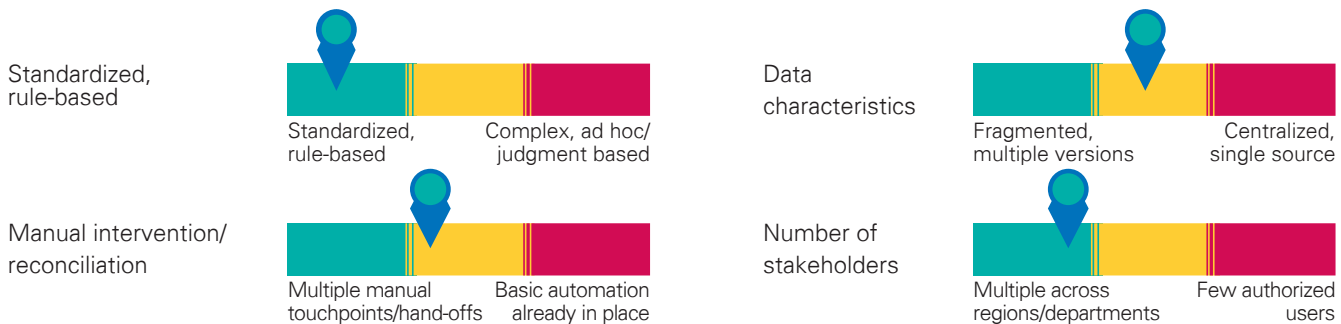 Standardized,
rule-based
Standardized,
rule-based
Complex, ad hoc/
judgment based
Data
characteristics
Fragmented,
multiple versions
Centralized,
single source
Manual intervention/
reconciliation
Multiple manual
touchpoints/hand-offs
Basic automation
already in place
Number of
stakeholders
Multiple across
regions/departments
Few authorized
users